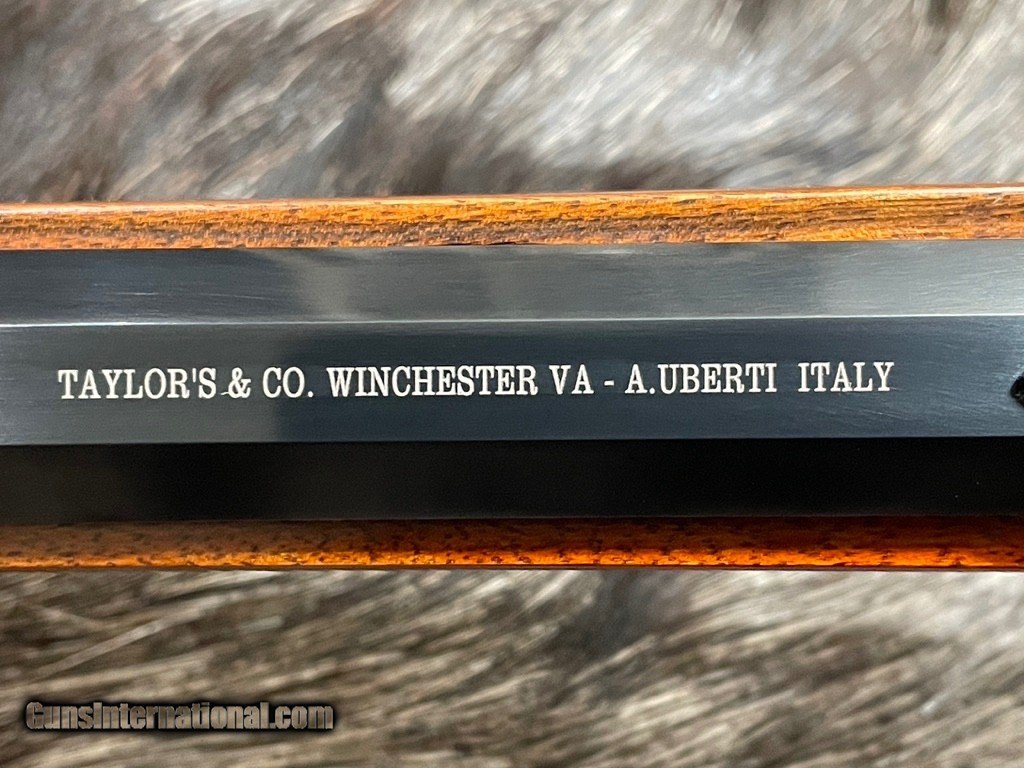 TAYLOR'S & CO. WINCHESTER VA - A.UBERTI ITALY
GunsInternational.com